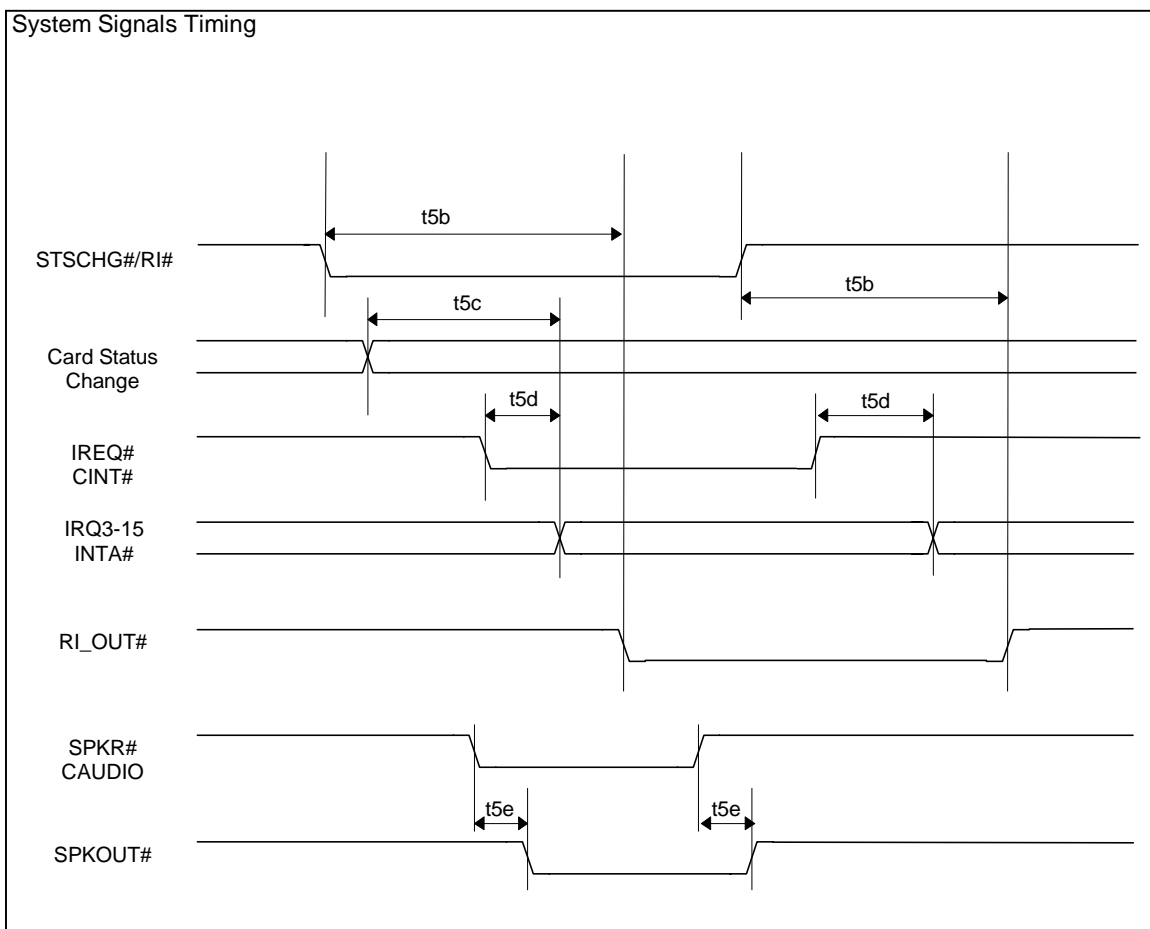 System Signals Timing
t5b
STSCHG#/RI#
t5b
t5c
Card Status
Change
t5d
t5d
IREQ#
CINT#
IRQ3-15
INTA#
RI_OUT#
SPKR#
CAUDIO
t5e
t5e
SPKOUT#